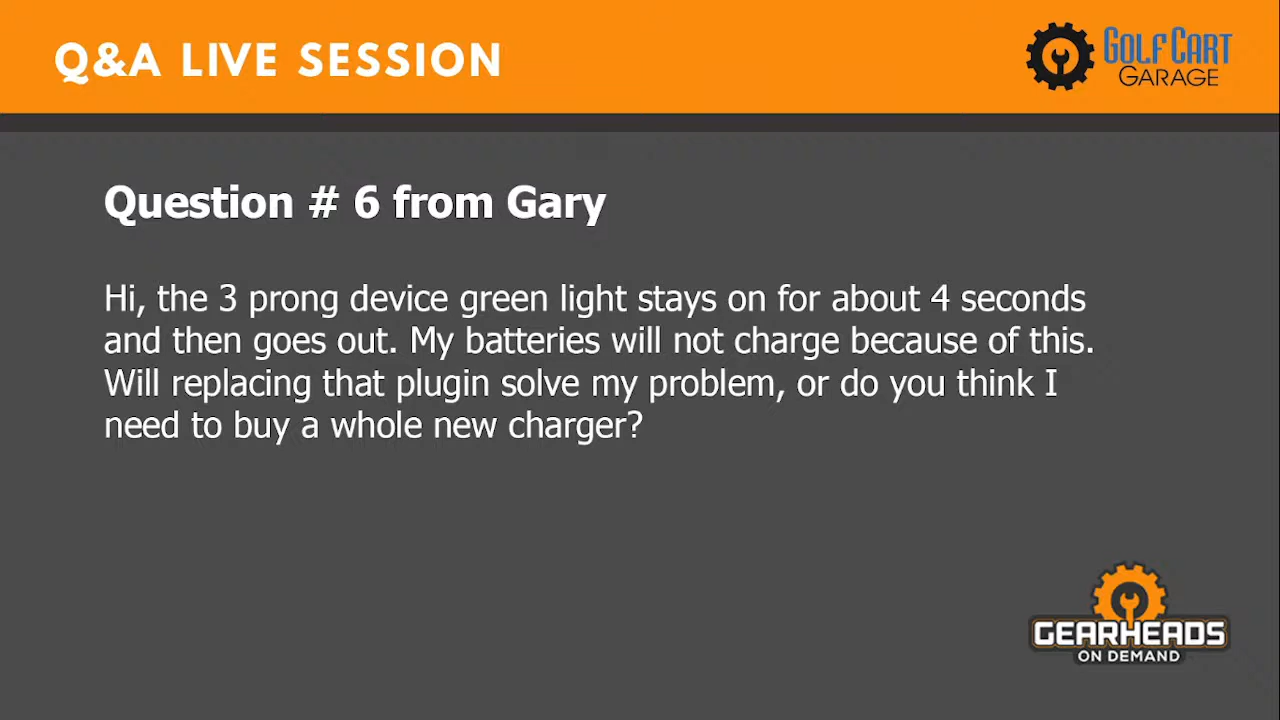 Q&A LIVE SESSION
GOLF CART
GARAGE
Question # 6 from Gary
Hi, the 3 prong device green light stays on for about 4 seconds
and then goes out. My batteries will not charge because of this.
Will replacing that plugin solve my problem, or do you think I
need to buy a whole new charger?
GEARHEADS
ON DEMAND